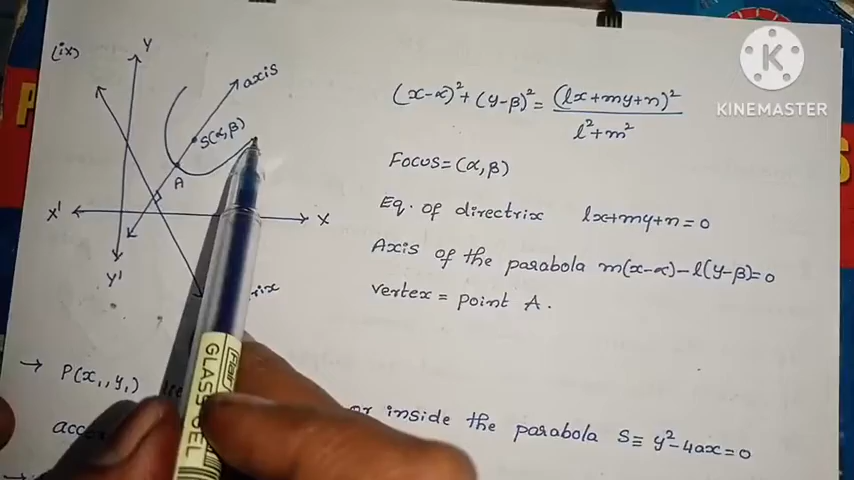 (ix)
Y
axis
S(α,β)
A
X'
X
Y'
(x-α)²+(y-β)² = (lx+my+n)² / l²+m²
Focus = (α,β)
Eq. of directrix lx+my+n=0
Axis of the parabola m(x-α)-l(y-β)=0
vertex = point A.
→ P(x₁,y₁)
inside the parabola S≡ y²-4ax=0
KINEMASTER
Flair